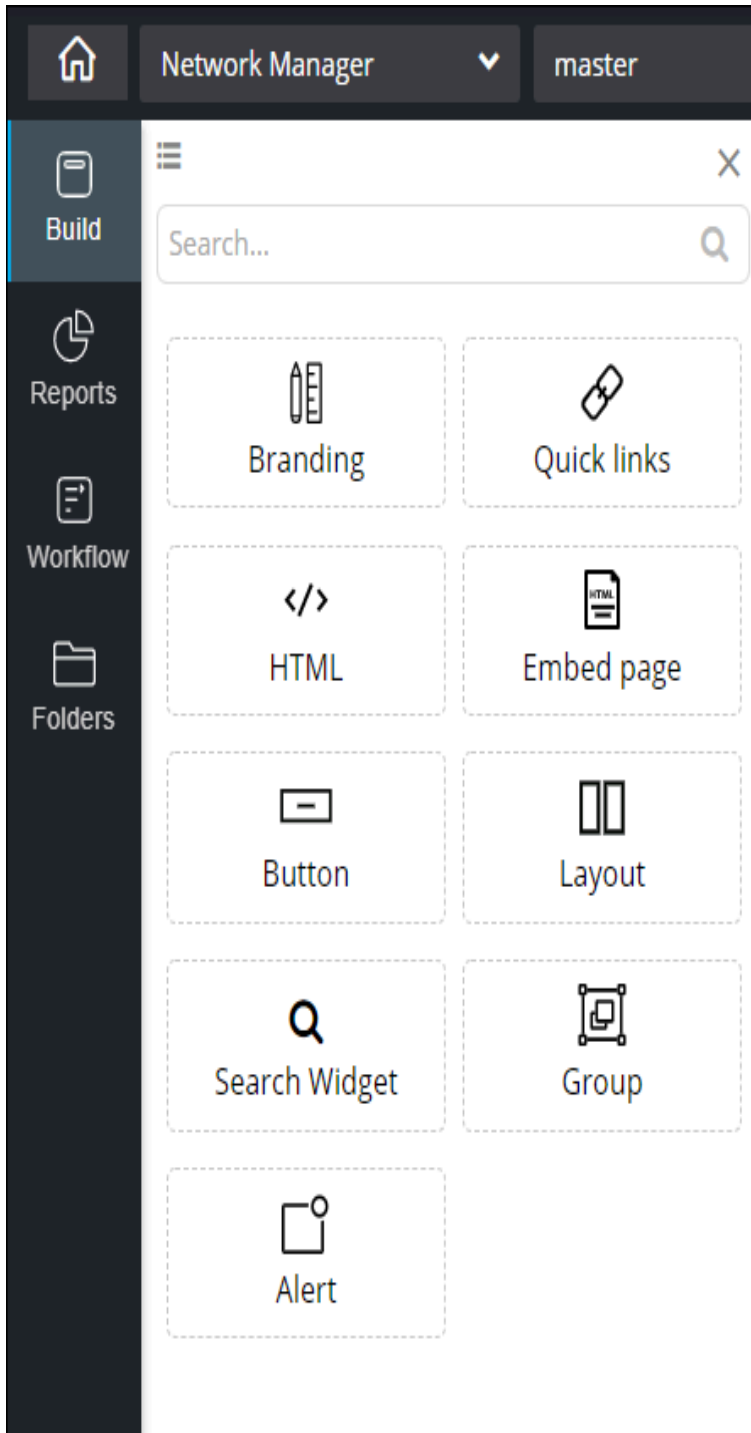 Network Manager
master
Build
Reports
Workflow
Folders
Search...
Branding
Quick links
</>
HTML
HTML
Embed page
Button
Layout
Search Widget
Group
Alert